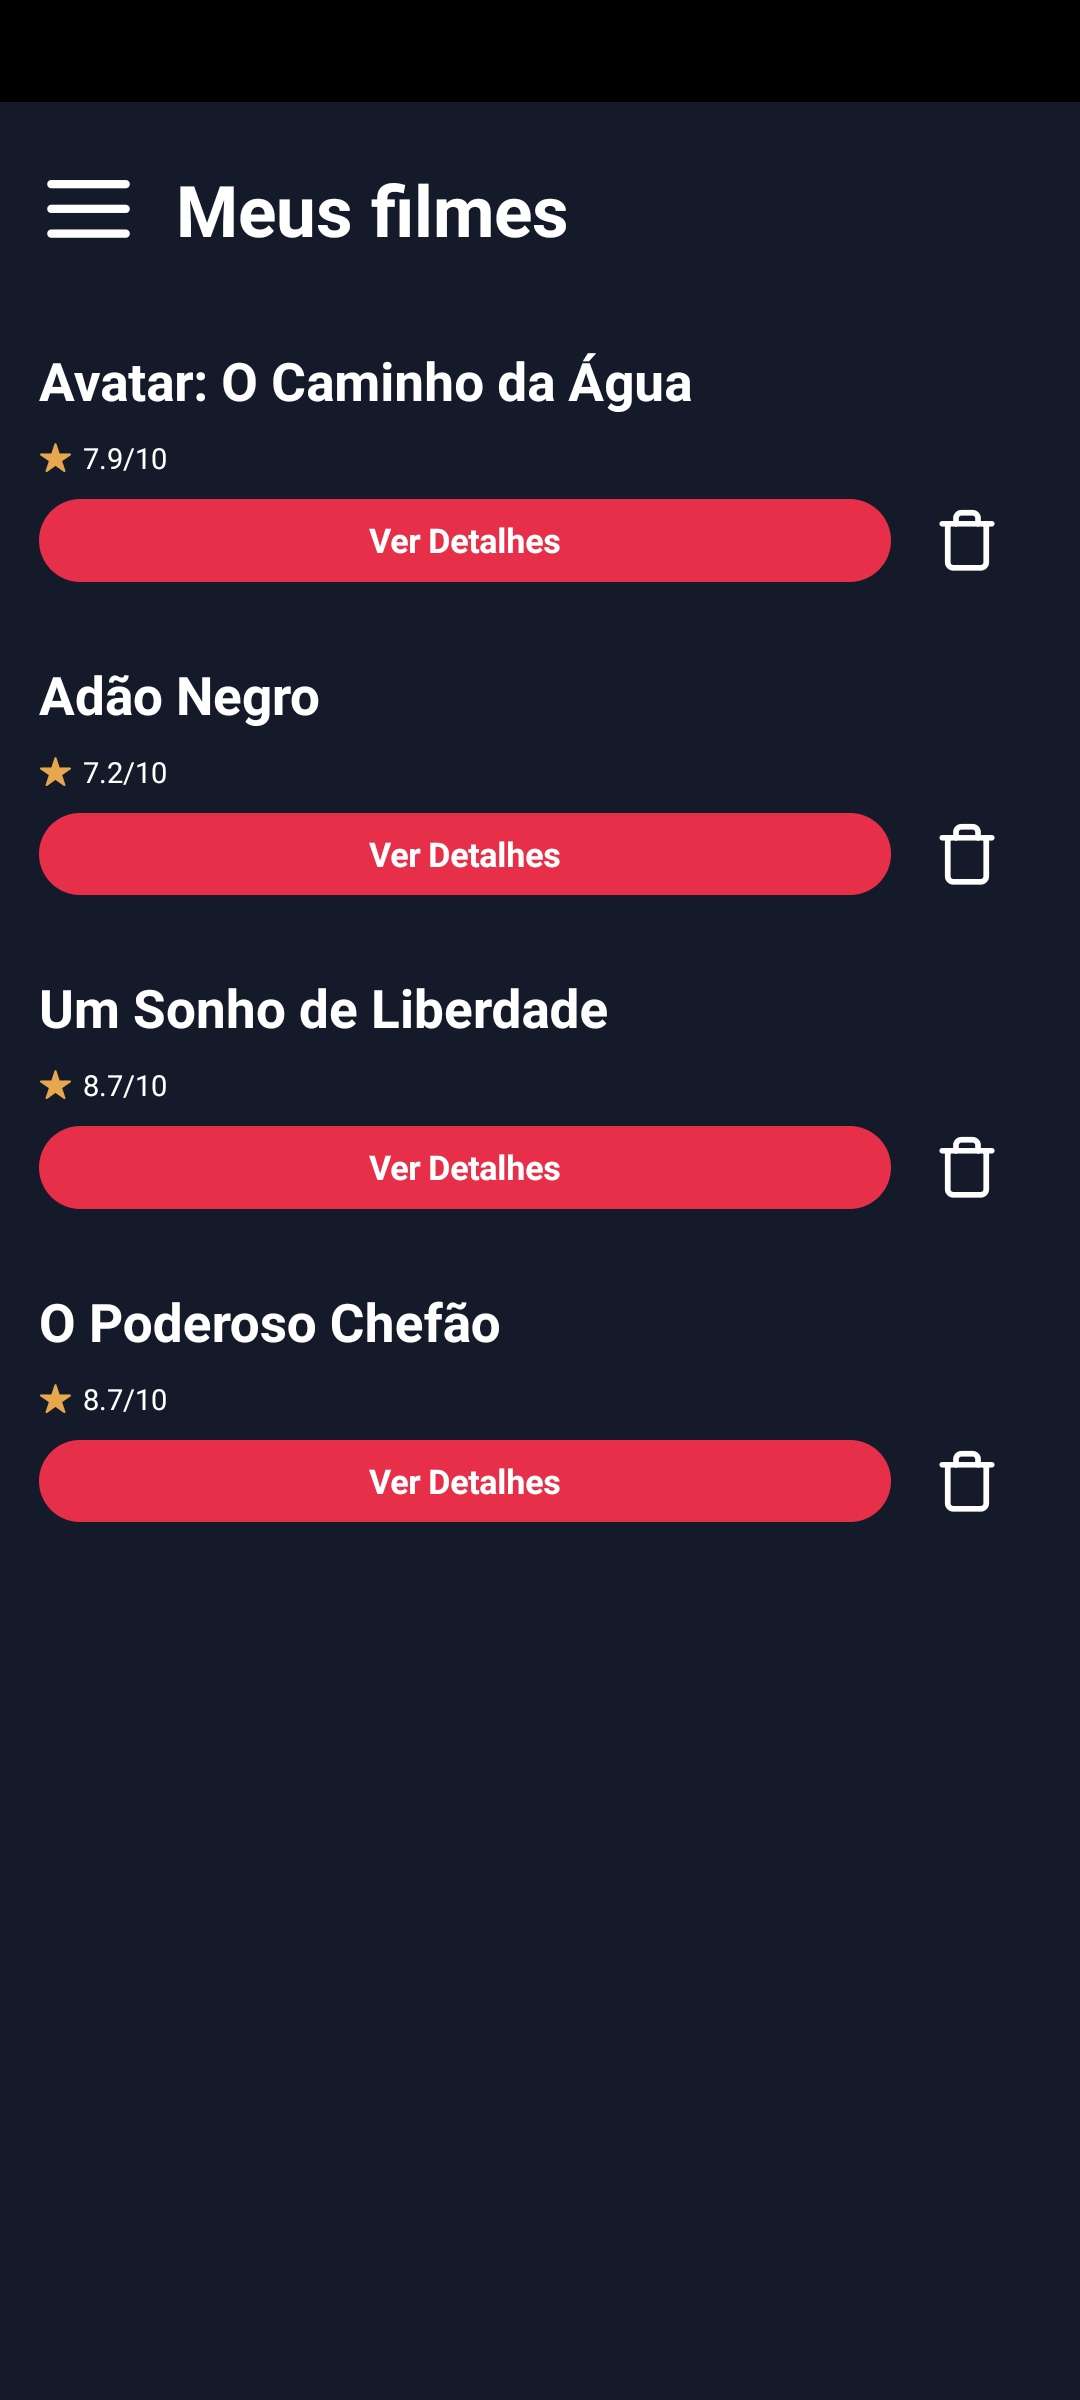 Meus filmes
Avatar: O Caminho da Água
7.9/10
Ver Detalhes
Adão Negro
7.2/10
Ver Detalhes
Um Sonho de Liberdade
8.7/10
Ver Detalhes
O Poderoso Chefão
8.7/10
Ver Detalhes